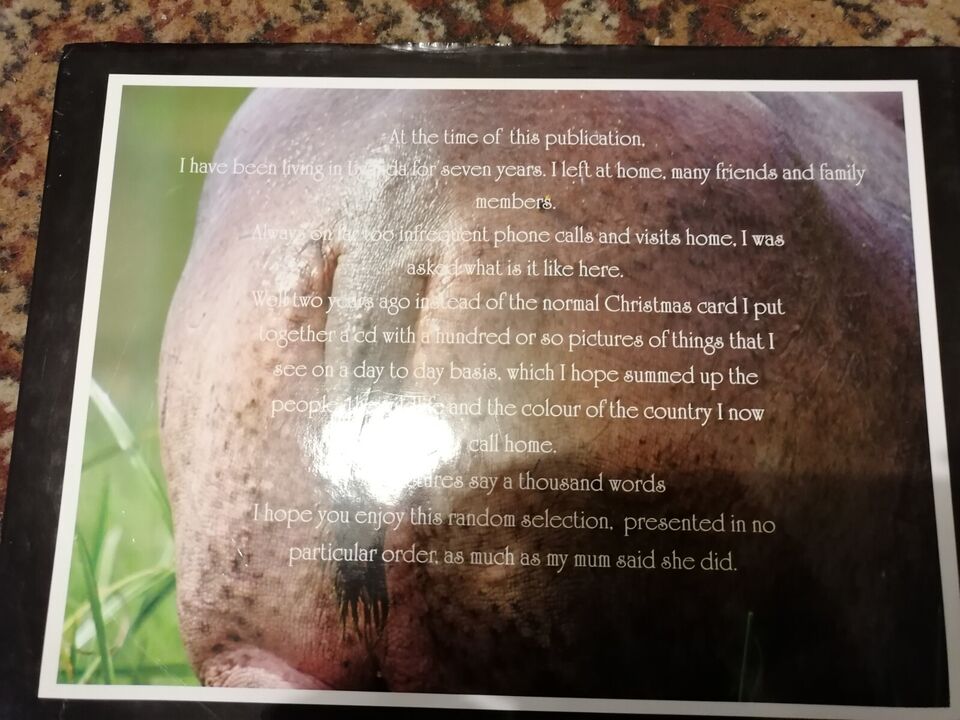 At the time of this publication,
I have been living in for seven years. I left at home, many friends and family
members.
Always on infrequent phone calls and visits home, I was
asked what is it like here.
Well two years ago instead of the normal Christmas card I put
together a cd with a hundred or so pictures of things that I
see on a day to day basis, which I hope summed up the
people and the colour of the country I now
call home.
say a thousand words
I hope you enjoy this random selection, presented in no
particular order, as much as my mum said she did.